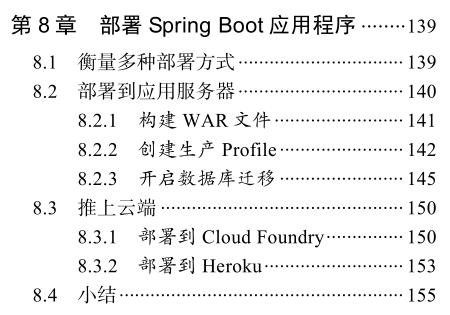 第 8 章 部署 Spring Boot 应用程序 ········139
8.1 衡量多种部署方式······························139
8.2 部署到应用服务器······························140
8.2.1 构建 WAR 文件························141
8.2.2 创建生产 Profile·······················142
8.2.3 开启数据库迁移······················145
8.3 推上云端············································150
8.3.1 部署到 Cloud Foundry··············150
8.3.2 部署到 Heroku·························153
8.4 小结···················································155